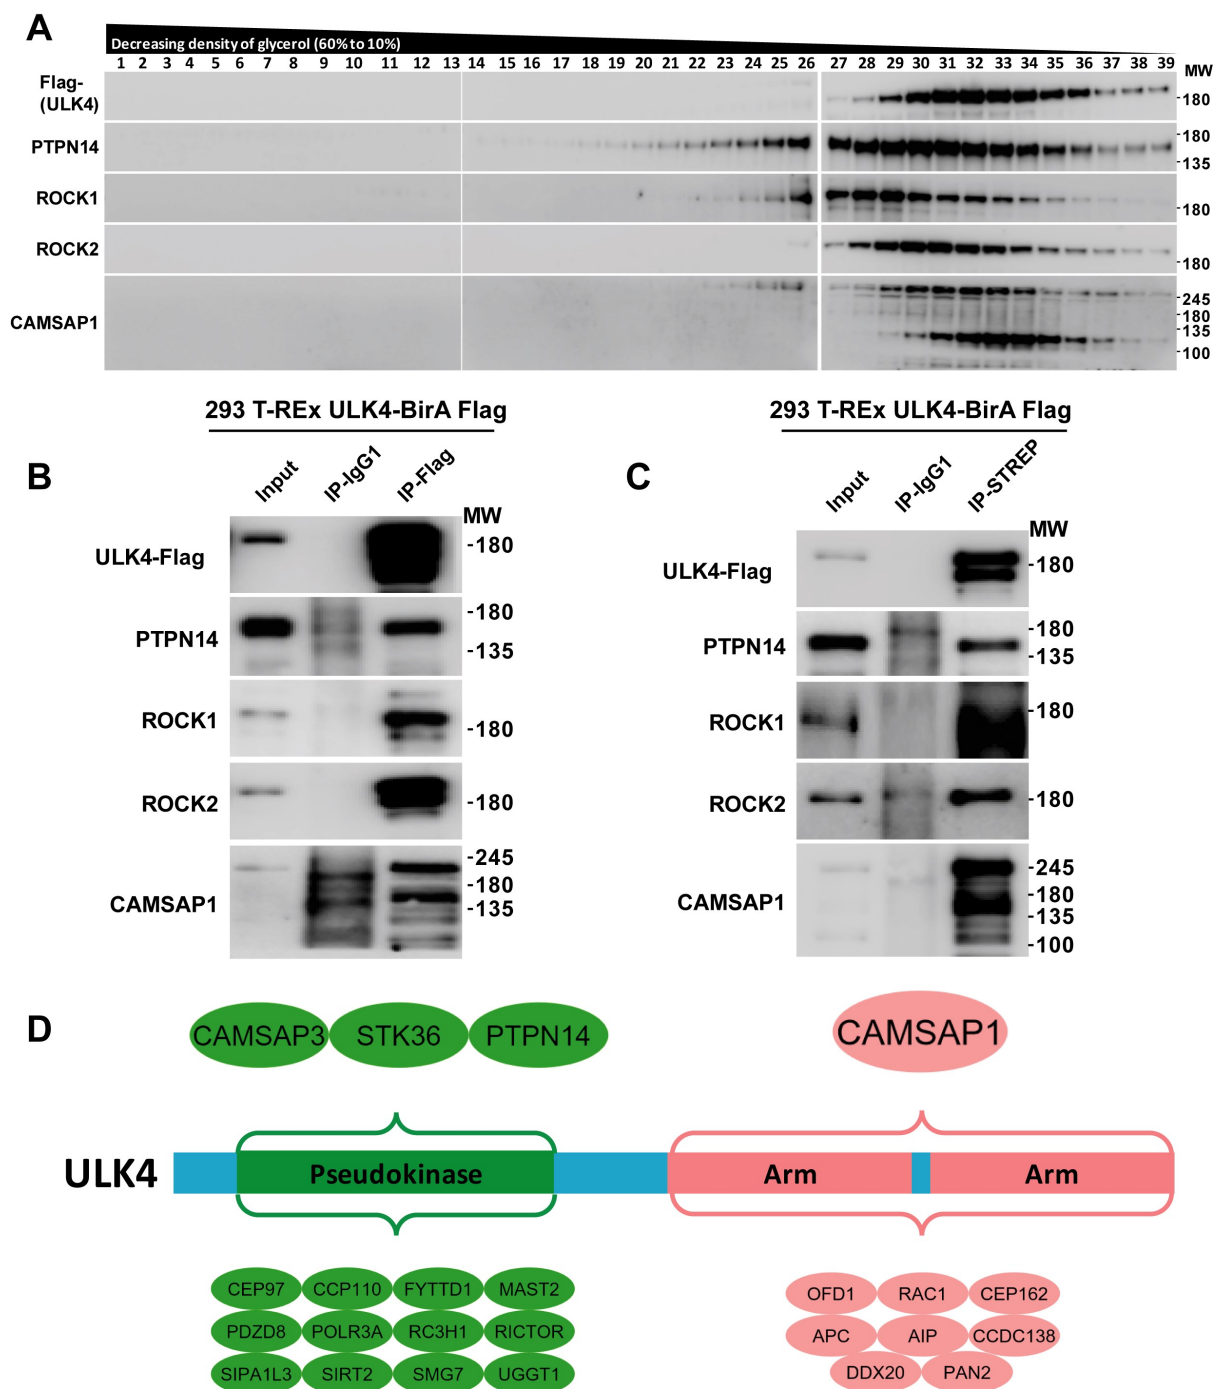 A
Decreasing density of glycerol (60% to 10%)
1 2 3 4 5 6 7 8 9 10 11 12 13 14 15 16 17 18 19 20 21 22 23 24 25 26 27 28 29 30 31 32 33 34 35 36 37 38 39
MW
Flag-
(ULK4)
-180
PTPN14
-180
-135
ROCK1
-180
ROCK2
-180
CAMSAP1
-245
-180
-135
-100
B
293 T-REx ULK4-BirA Flag
Input IP-IgG1 IP-Flag
MW
ULK4-Flag
-180
PTPN14
-180
-135
ROCK1
-180
ROCK2
-180
CAMSAP1
-245
-180
-135
C
293 T-REx ULK4-BirA Flag
Input IP-IgG1 IP-STREP
MW
ULK4-Flag
-180
PTPN14
-180
-135
ROCK1
-180
ROCK2
-180
CAMSAP1
-245
-180
-135
-100
D
CAMSAP3 STK36 PTPN14
CAMSAP1
ULK4
Pseudokinase
Arm
Arm
CEP97 CCP110 FYTTD1 MAST2
PDZD8 POLR3A RC3H1 RICTOR
SIPA1L3 SIRT2 SMG7 UGGT1
OFD1 RAC1 CEP162
APC AIP CCDC138
DDX20 PAN2